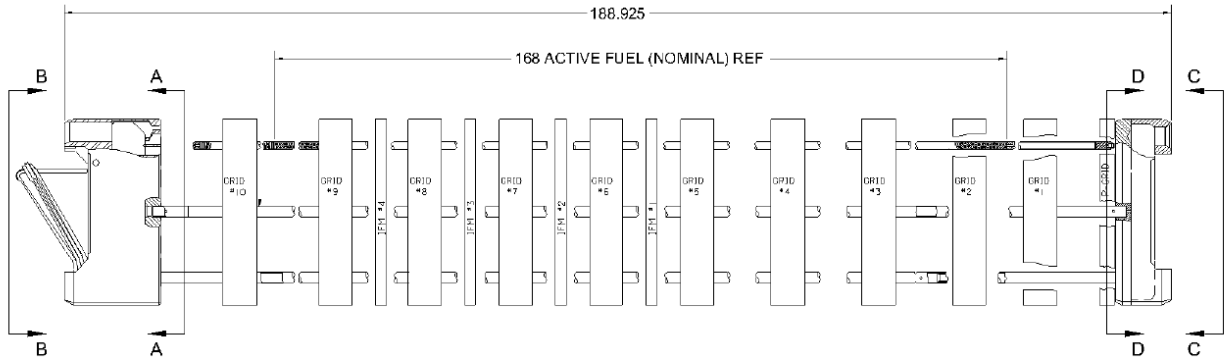 188.925
168 ACTIVE FUEL (NOMINAL) REF
B A D C
GRID
#10
GRID
#9
IFM #4
GRID
#8
IFM #3
GRID
#7
IFM #2
GRID
#6
IFM #1
GRID
#5
GRID
#4
GRID
#3
GRID
#2
GRID
#1
P-GRID
B A D C